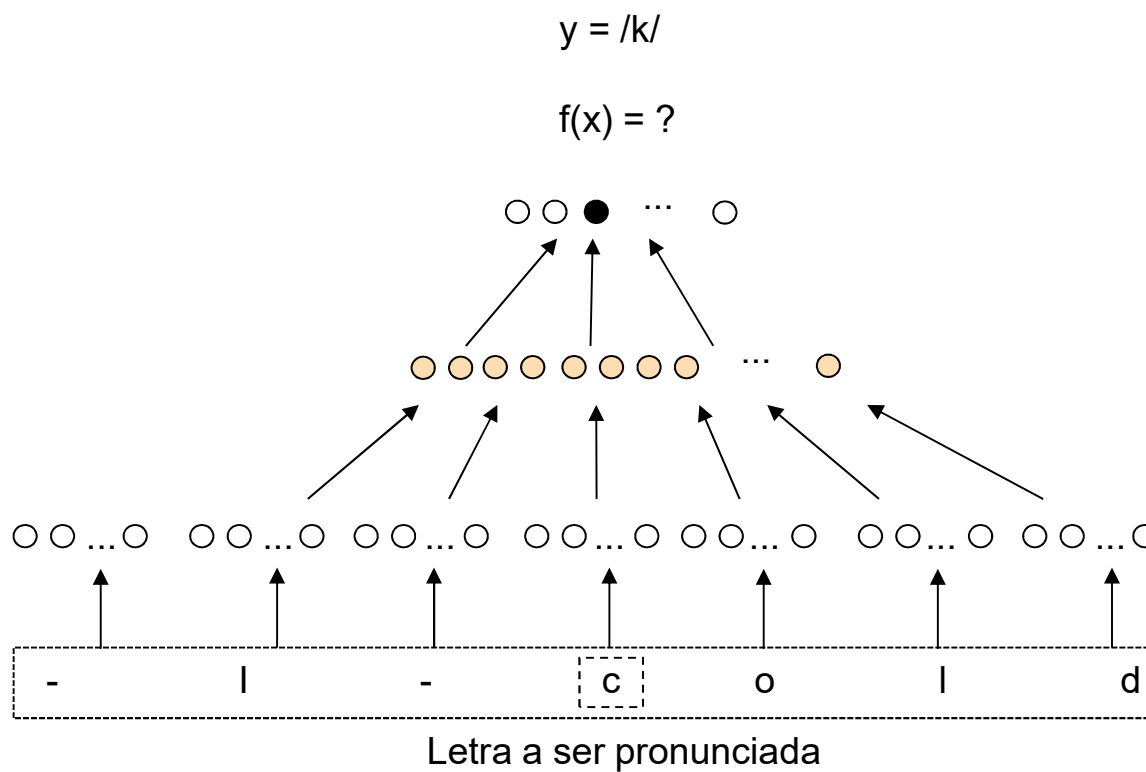 y = /k/
f(x) = ?
...
...
... ... ... ... ... ... ...
- l - c o l d
Letra a ser pronunciada